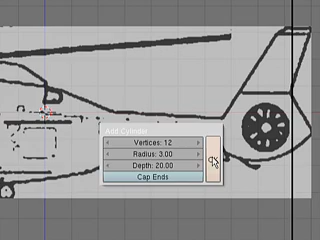 Add Cylinder
Vertices: 12
Radius: 3.00
Depth: 20.00
Cap Ends